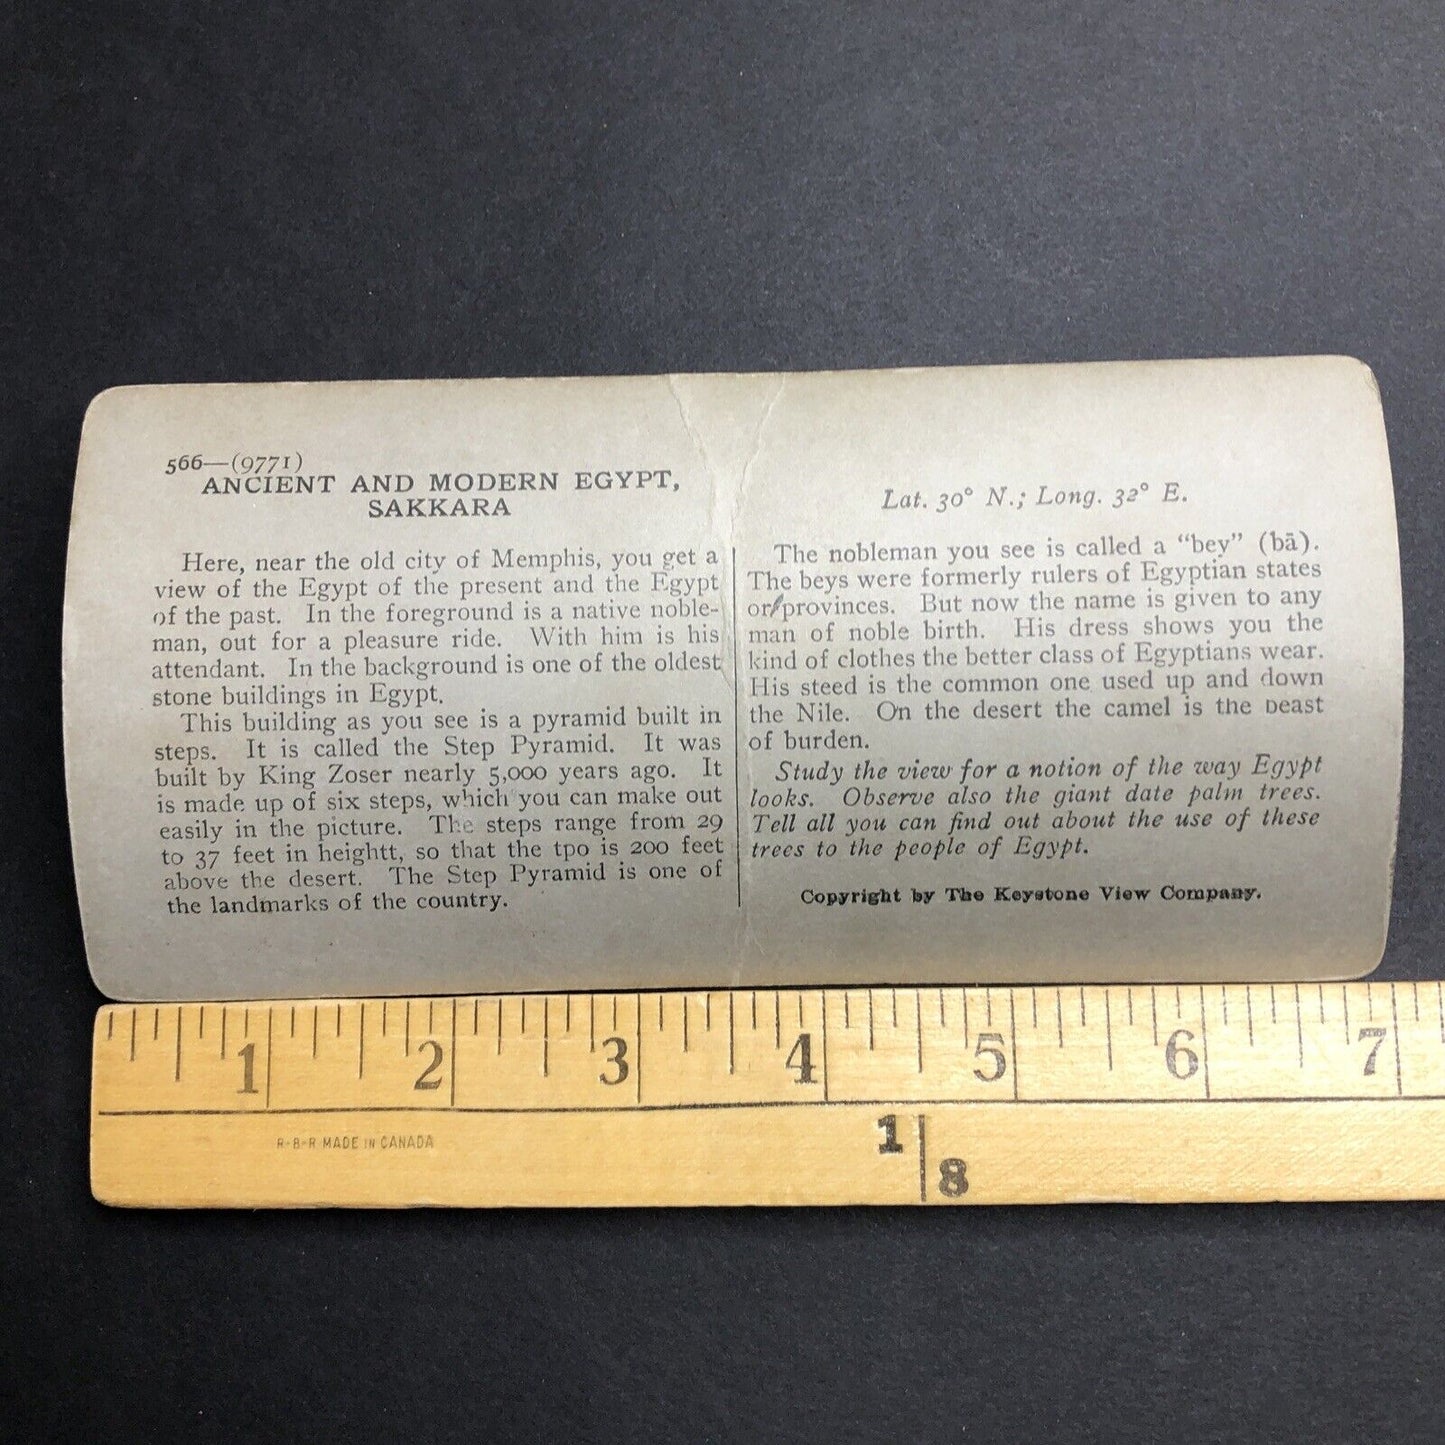 566—(9771)
ANCIENT AND MODERN EGYPT,
SAKKARA
Here, near the old city of Memphis, you get a
view of the Egypt of the present and the Egypt
of the past. In the foreground is a native noble-
man, out for a pleasure ride. With him is his
attendant. In the background is one of the oldest
stone buildings in Egypt.
This building as you see is a pyramid built in
steps. It is called the Step Pyramid. It was
built by King Zoser nearly 5,000 years ago. It
is made up of six steps, which you can make out
easily in the picture. The steps range from 29
to 37 feet in heightt, so that the tpo is 200 feet
above the desert. The Step Pyramid is one of
the landmarks of the country.
Lat. 30° N.; Long. 32° E.
The nobleman you see is called a "bey" (bā).
The beys were formerly rulers of Egyptian states
or provinces. But now the name is given to any
man of noble birth. His dress shows you the
kind of clothes the better class of Egyptians wear.
His steed is the common one used up and down
the Nile. On the desert the camel is the beast
of burden.
Study the view for a notion of the way Egypt
looks. Observe also the giant date palm trees.
Tell all you can find out about the use of these
trees to the people of Egypt.
Copyright by The Keystone View Company.
1 2 3 4 5 6 7
R-B-R MADE IN CANADA
1
8